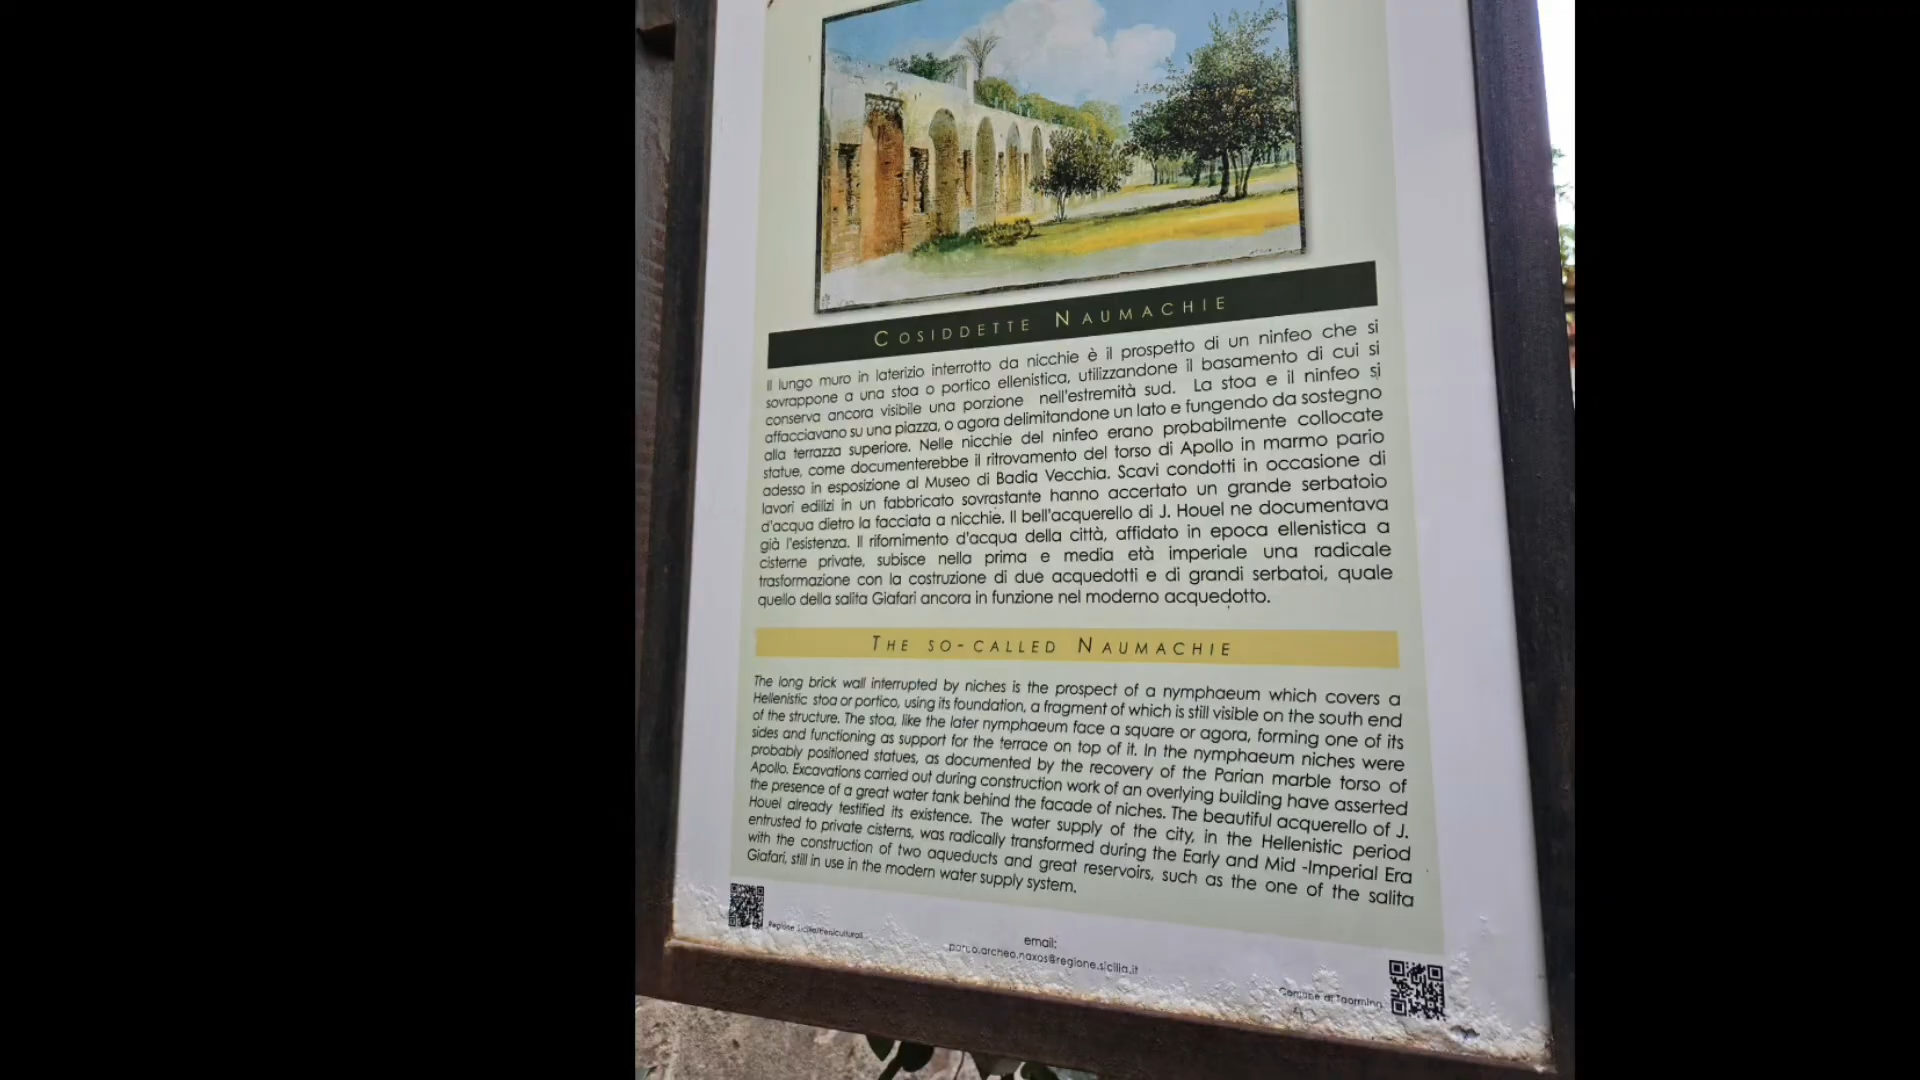 COSIDDETTE NAUMACHIE
Il lungo muro in laterizio interrotto da nicchie è il prospetto di un ninfeo che si
sovrappone a una stoa o portico ellenistica, utilizzandone il basamento di cui si
conserva ancora visibile una porzione nell'estremità sud. La stoa e il ninfeo si
affacciavano su una piazza, o agora delimitandone un lato e fungendo da sostegno
alla terrazza superiore. Nelle nicchie del ninfeo erano probabilmente collocate
statue, come documenterebbe il ritrovamento del torso di Apollo in marmo pario
adesso in esposizione al Museo di Badia Vecchia. Scavi condotti in occasione di
lavori edilizi in un fabbricato sovrastante hanno accertato un grande serbatoio
d'acqua dietro la facciata a nicchie. Il bell'acquerello di J. Houel ne documentava
già l'esistenza. Il rifornimento d'acqua della città, affidato in epoca ellenistica a
cisterne private, subisce nella prima e media età imperiale una radicale
trasformazione con la costruzione di due acquedotti e di grandi serbatoi, quale
quello della salita Giafari ancora in funzione nel moderno acquedotto.
THE SO-CALLED NAUMACHIE
The long brick wall interrupted by niches is the prospect of a nymphaeum which covers a
Hellenistic stoa or portico, using its foundation, a fragment of which is still visible on the south end
of the structure. The stoa, like the later nymphaeum face a square or agora, forming one of its
sides and functioning as support for the terrace on top of it. In the nymphaeum niches were
probably positioned statues, as documented by the recovery of the Parian marble torso of
Apollo. Excavations carried out during construction work of an overlying building have asserted
the presence of a great water tank behind the facade of niches. The beautiful acquerello of J.
Houel already testified its existence. The water supply of the city, in the Hellenistic period
entrusted to private cisterns, was radically transformed during the Early and Mid -Imperial Era
with the construction of two aqueducts and great reservoirs, such as the one of the salita
Giafari, still in use in the modern water supply system.
email:
parco.archeo.naxos@regione.sicilia.it
Comune di Taormina